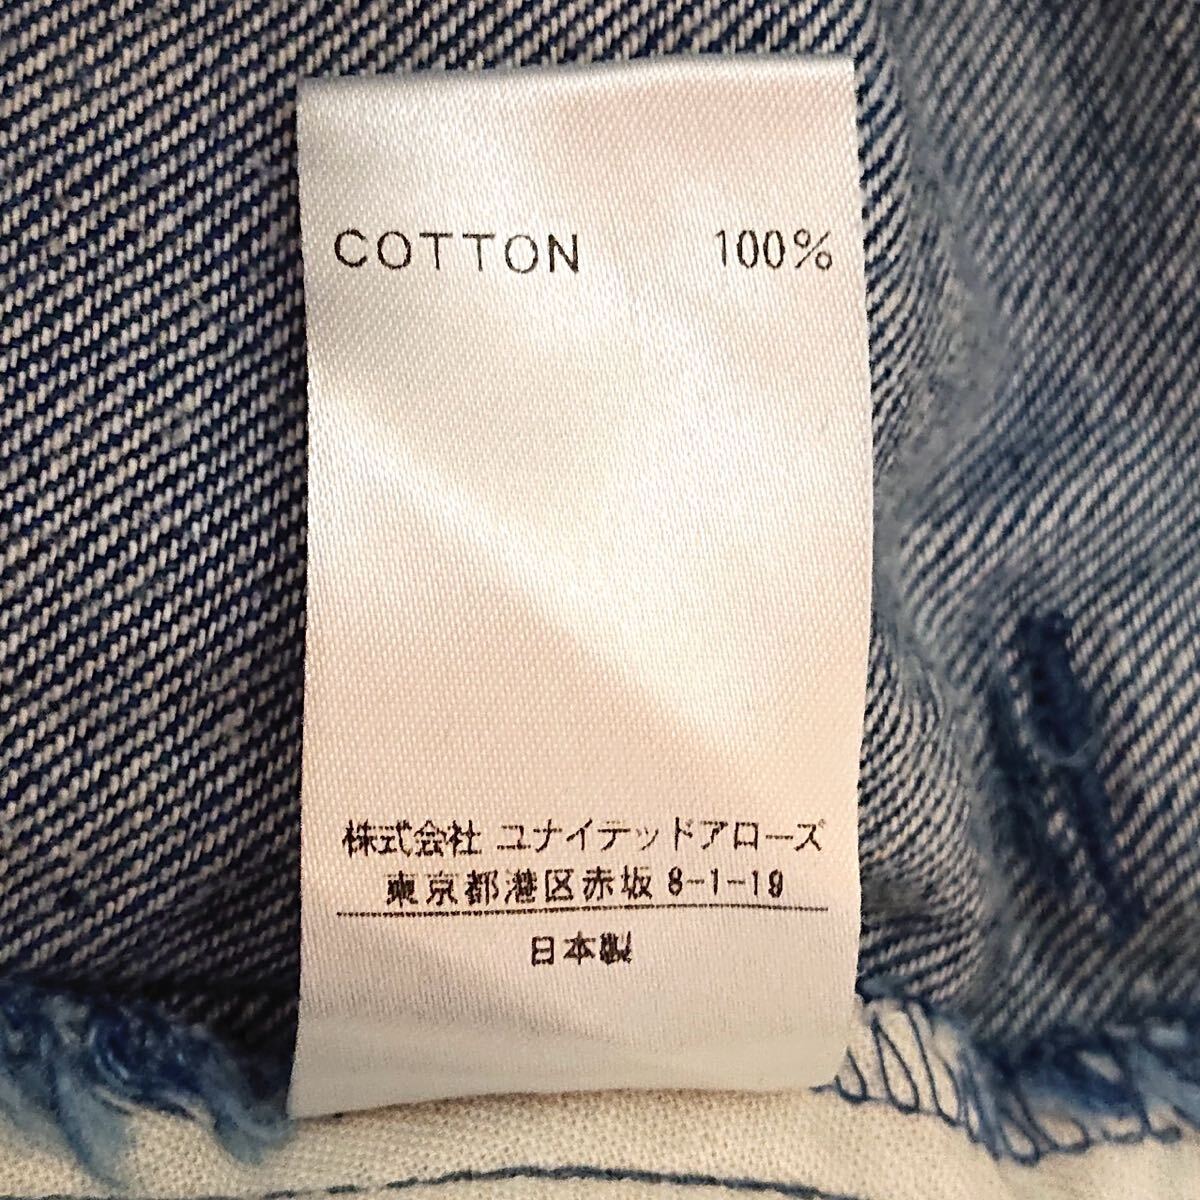 COTTON 100%
株式会社 ユナイテッドアローズ
東京都港区赤坂 8-1-19
日本製